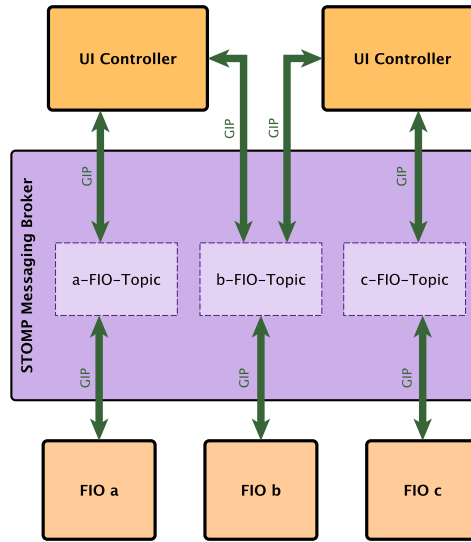 UI Controller
UI Controller
GIP
GIP
GIP
GIP
STOMP Messaging Broker
a-FIO-Topic
b-FIO-Topic
c-FIO-Topic
GIP
GIP
GIP
FIO a
FIO b
FIO c